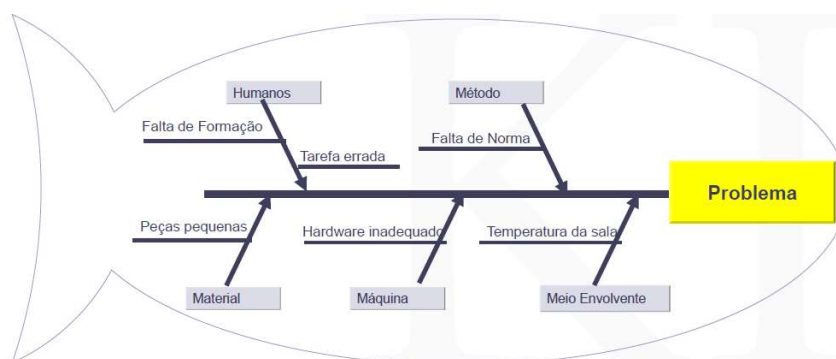 Humanos
Método
Falta de Formação
Falta de Norma
Tarefa errada
Problema
Peças pequenas
Hardware inadequado
Temperatura da sala
Material
Máquina
Meio Envolvente